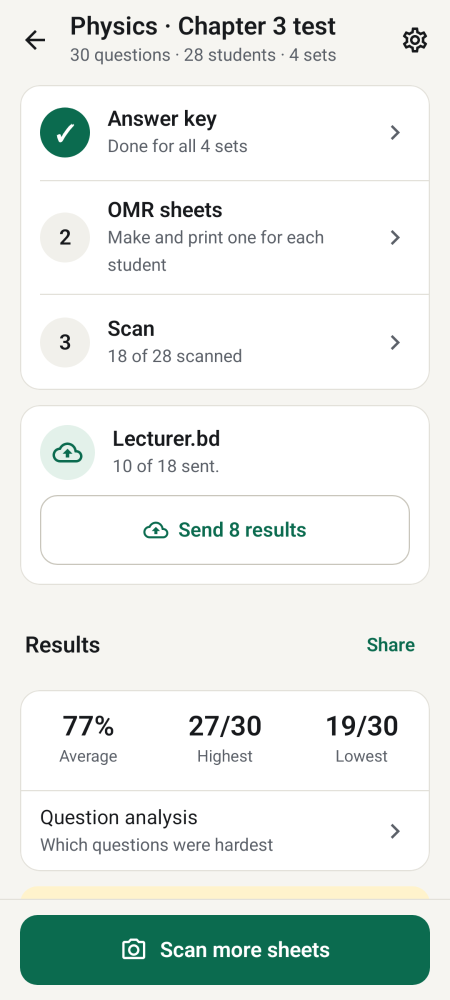 Physics · Chapter 3 test
30 questions · 28 students · 4 sets
Answer key
Done for all 4 sets
2
OMR sheets
Make and print one for each
student
3
Scan
18 of 28 scanned
Lecturer.bd
10 of 18 sent.
Send 8 results
Results
Share
77%
27/30
19/30
Average
Highest
Lowest
Question analysis
Which questions were hardest
Scan more sheets